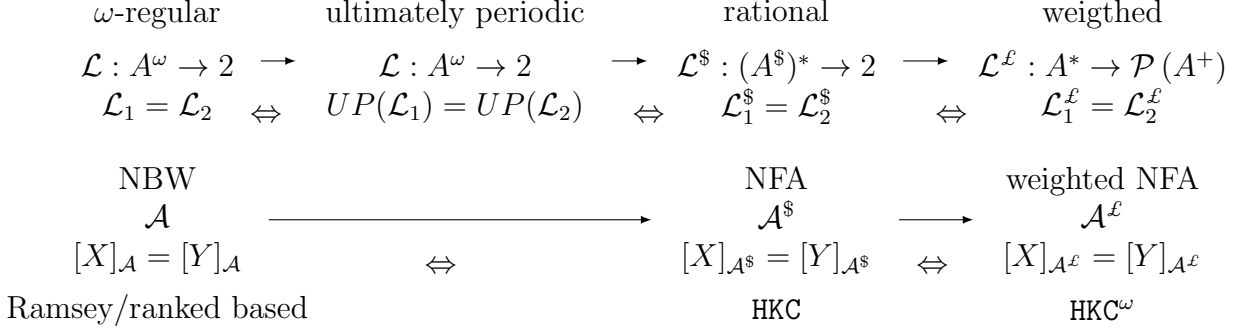 ω-regular ultimately periodic rational weigthed
ℒ : A^ω → 2 → ℒ : A^ω → 2 → ℒ^$ : (A^$)^* → 2 → ℒ^£ : A^* → 𝒫 (A^+)
ℒ₁ = ℒ₂ ⇔ UP(ℒ₁) = UP(ℒ₂) ⇔ ℒ₁^$ = ℒ₂^$ ⇔ ℒ₁^£ = ℒ₂^£
NBW NFA weighted NFA
𝒜 → 𝒜^$ → 𝒜^£
[X]_𝒜 = [Y]_𝒜 ⇔ [X]_{𝒜^$} = [Y]_{𝒜^$} ⇔ [X]_{𝒜^£} = [Y]_{𝒜^£}
Ramsey/ranked based HKC HKC^ω